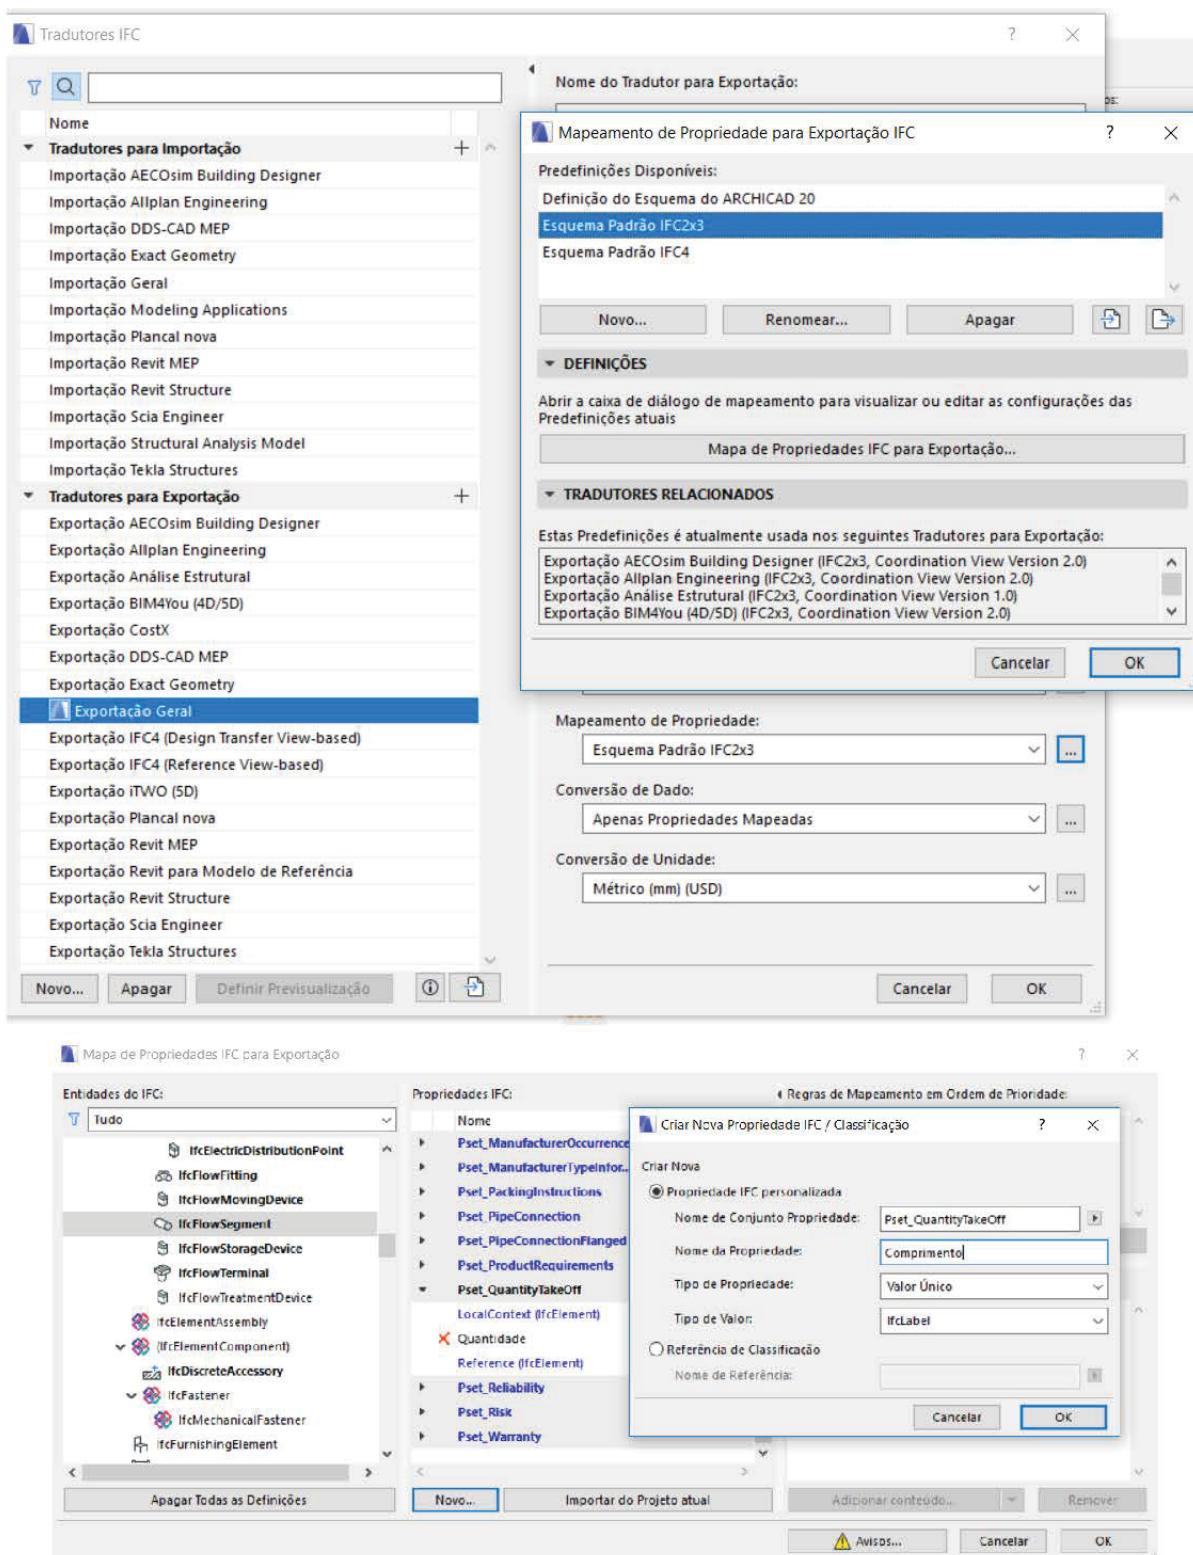 Tradutores IFC
?
Nome do Tradutor para Exportação:
os:
Nome
Tradutores para Importação
Importação AECOsim Building Designer
Importação Allplan Engineering
Importação DDS-CAD MEP
Importação Exact Geometry
Importação Geral
Importação Modeling Applications
Importação Plancal nova
Importação Revit MEP
Importação Revit Structure
Importação Scia Engineer
Importação Structural Analysis Model
Importação Tekla Structures
Tradutores para Exportação
Exportação AECOsim Building Designer
Exportação Allplan Engineering
Exportação Análise Estrutural
Exportação BIM4You (4D/5D)
Exportação CostX
Exportação DDS-CAD MEP
Exportação Exact Geometry
Exportação Geral
Exportação IFC4 (Design Transfer View-based)
Exportação IFC4 (Reference View-based)
Exportação iTWO (5D)
Exportação Plancal nova
Exportação Revit MEP
Exportação Revit para Modelo de Referência
Exportação Revit Structure
Exportação Scia Engineer
Exportação Tekla Structures
Novo...
Apagar
Definir Previsualização
Mapeamento de Propriedade para Exportação IFC
?
Predefinições Disponíveis:
Definição do Esquema do ARCHICAD 20
Esquema Padrão IFC2x3
Esquema Padrão IFC4
Novo...
Renomear...
Apagar
DEFINIÇÕES
Abrir a caixa de diálogo de mapeamento para visualizar ou editar as configurações das
Predefinições atuais
Mapa de Propriedades IFC para Exportação...
TRADUTORES RELACIONADOS
Estas Predefinições é atualmente usada nos seguintes Tradutores para Exportação:
Exportação AECOsim Building Designer (IFC2x3, Coordination View Version 2.0)
Exportação Allplan Engineering (IFC2x3, Coordination View Version 2.0)
Exportação Análise Estrutural (IFC2x3, Coordination View Version 1.0)
Exportação BIM4You (4D/5D) (IFC2x3, Coordination View Version 2.0)
Cancelar
OK
Mapeamento de Propriedade:
Esquema Padrão IFC2x3
...
Conversão de Dado:
Apenas Propriedades Mapeadas
...
Conversão de Unidade:
Métrico (mm) (USD)
...
Cancelar
OK
Mapa de Propriedades IFC para Exportação
?
Entidades do IFC:
Tudo
IfcElectricDistributionPoint
IfcFlowFitting
IfcFlowMovingDevice
IfcFlowSegment
IfcFlowStorageDevice
IfcFlowTerminal
IfcFlowTreatmentDevice
IfcElementAssembly
(IfcElementComponent)
IfcDiscreteAccessory
IfcFastener
IfcMechanicalFastener
IfcFurnishingElement
Apagar Todas as Definições
Propriedades IFC:
Nome
Pset_ManufacturerOccurrence
Pset_ManufacturerTypeInfor...
Pset_PackingInstructions
Pset_PipeConnection
Pset_PipeConnectionFlanged
Pset_ProductRequirements
Pset_QuantityTakeOff
LocalContext (IfcElement)
Quantidade
Reference (IfcElement)
Pset_Reliability
Pset_Risk
Pset_Warranty
Novo...
Importar do Projeto atual
Regras de Mapeamento em Ordem de Prioridade:
Criar Nova Propriedade IFC / Classificação
?
Criar Nova
Propriedade IFC personalizada
Nome de Conjunto Propriedade:
Pset_QuantityTakeOff
Nome da Propriedade:
Comprimento
Tipo de Propriedade:
Valor Único
Tipo de Valor:
IfcLabel
Referência de Classificação
Nome de Referência:
Cancelar
OK
Adicionar conteúdo...
Remover
Avisos...
Cancelar
OK